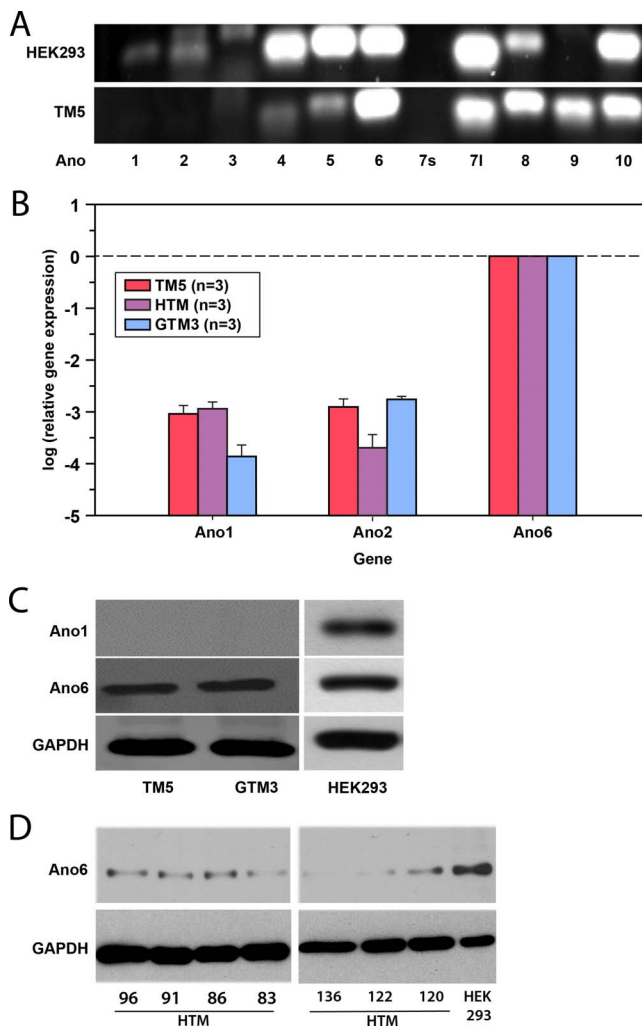 A
HEK293
TM5
Ano 1 2 3 4 5 6 7s 7l 8 9 10
B
log (relative gene expression)
1
0
-1
-2
-3
-4
-5
TM5 (n=3)
HTM (n=3)
GTM3 (n=3)
Ano1 Ano2 Ano6
Gene
C
Ano1
Ano6
GAPDH
TM5 GTM3 HEK293
D
Ano6
GAPDH
96 91 86 83 136 122 120 HEK
293
HTM HTM